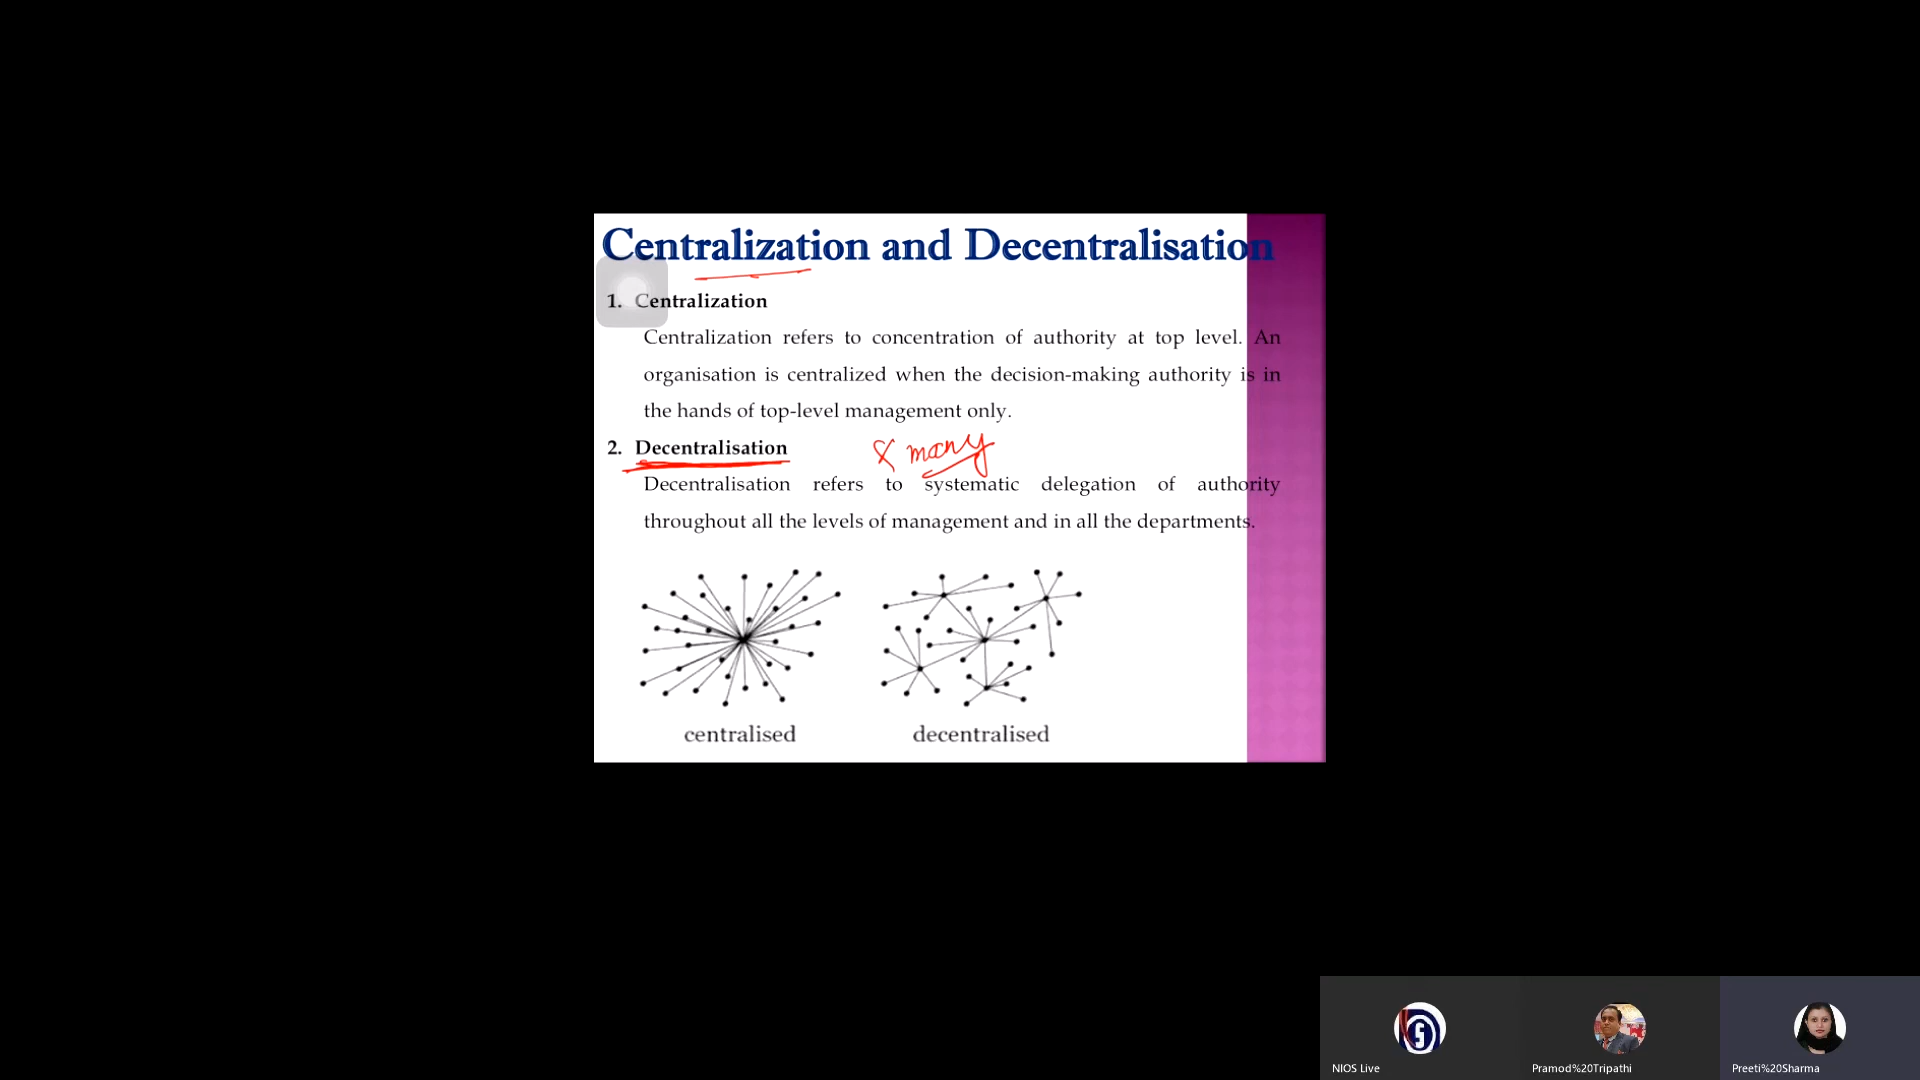 Centralization and Decentralisation
1. Centralization
Centralization refers to concentration of authority at top level. An
organisation is centralized when the decision-making authority is in
the hands of top-level management only.
2. Decentralisation
many
Decentralisation refers to systematic delegation of authority
throughout all the levels of management and in all the departments.
centralised decentralised
NIOS Live Pramod%20Tripathi Preeti%20Sharma